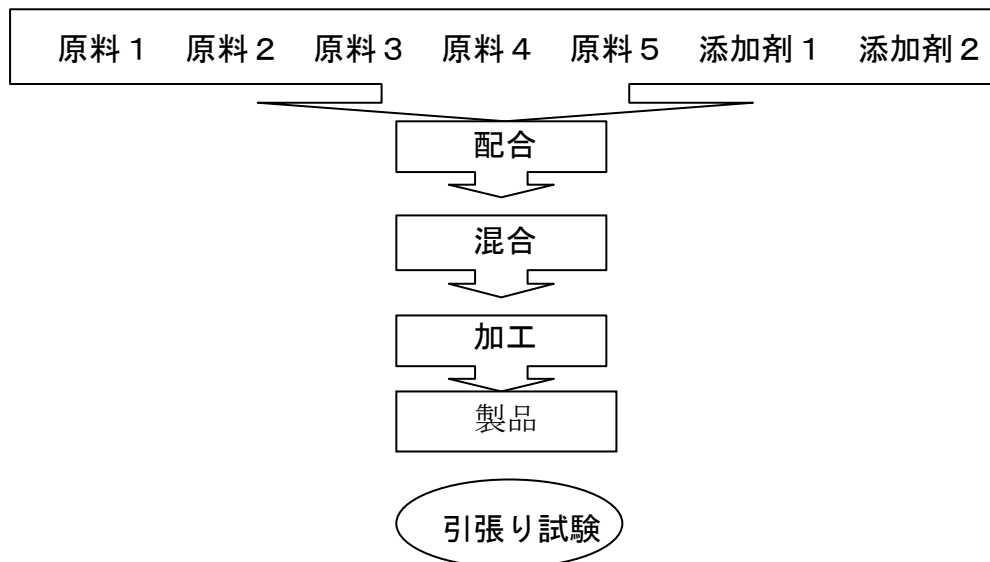 原料１　原料２　原料３　原料４　原料５　添加剤１　添加剤２
配合
混合
加工
製品
引張り試験